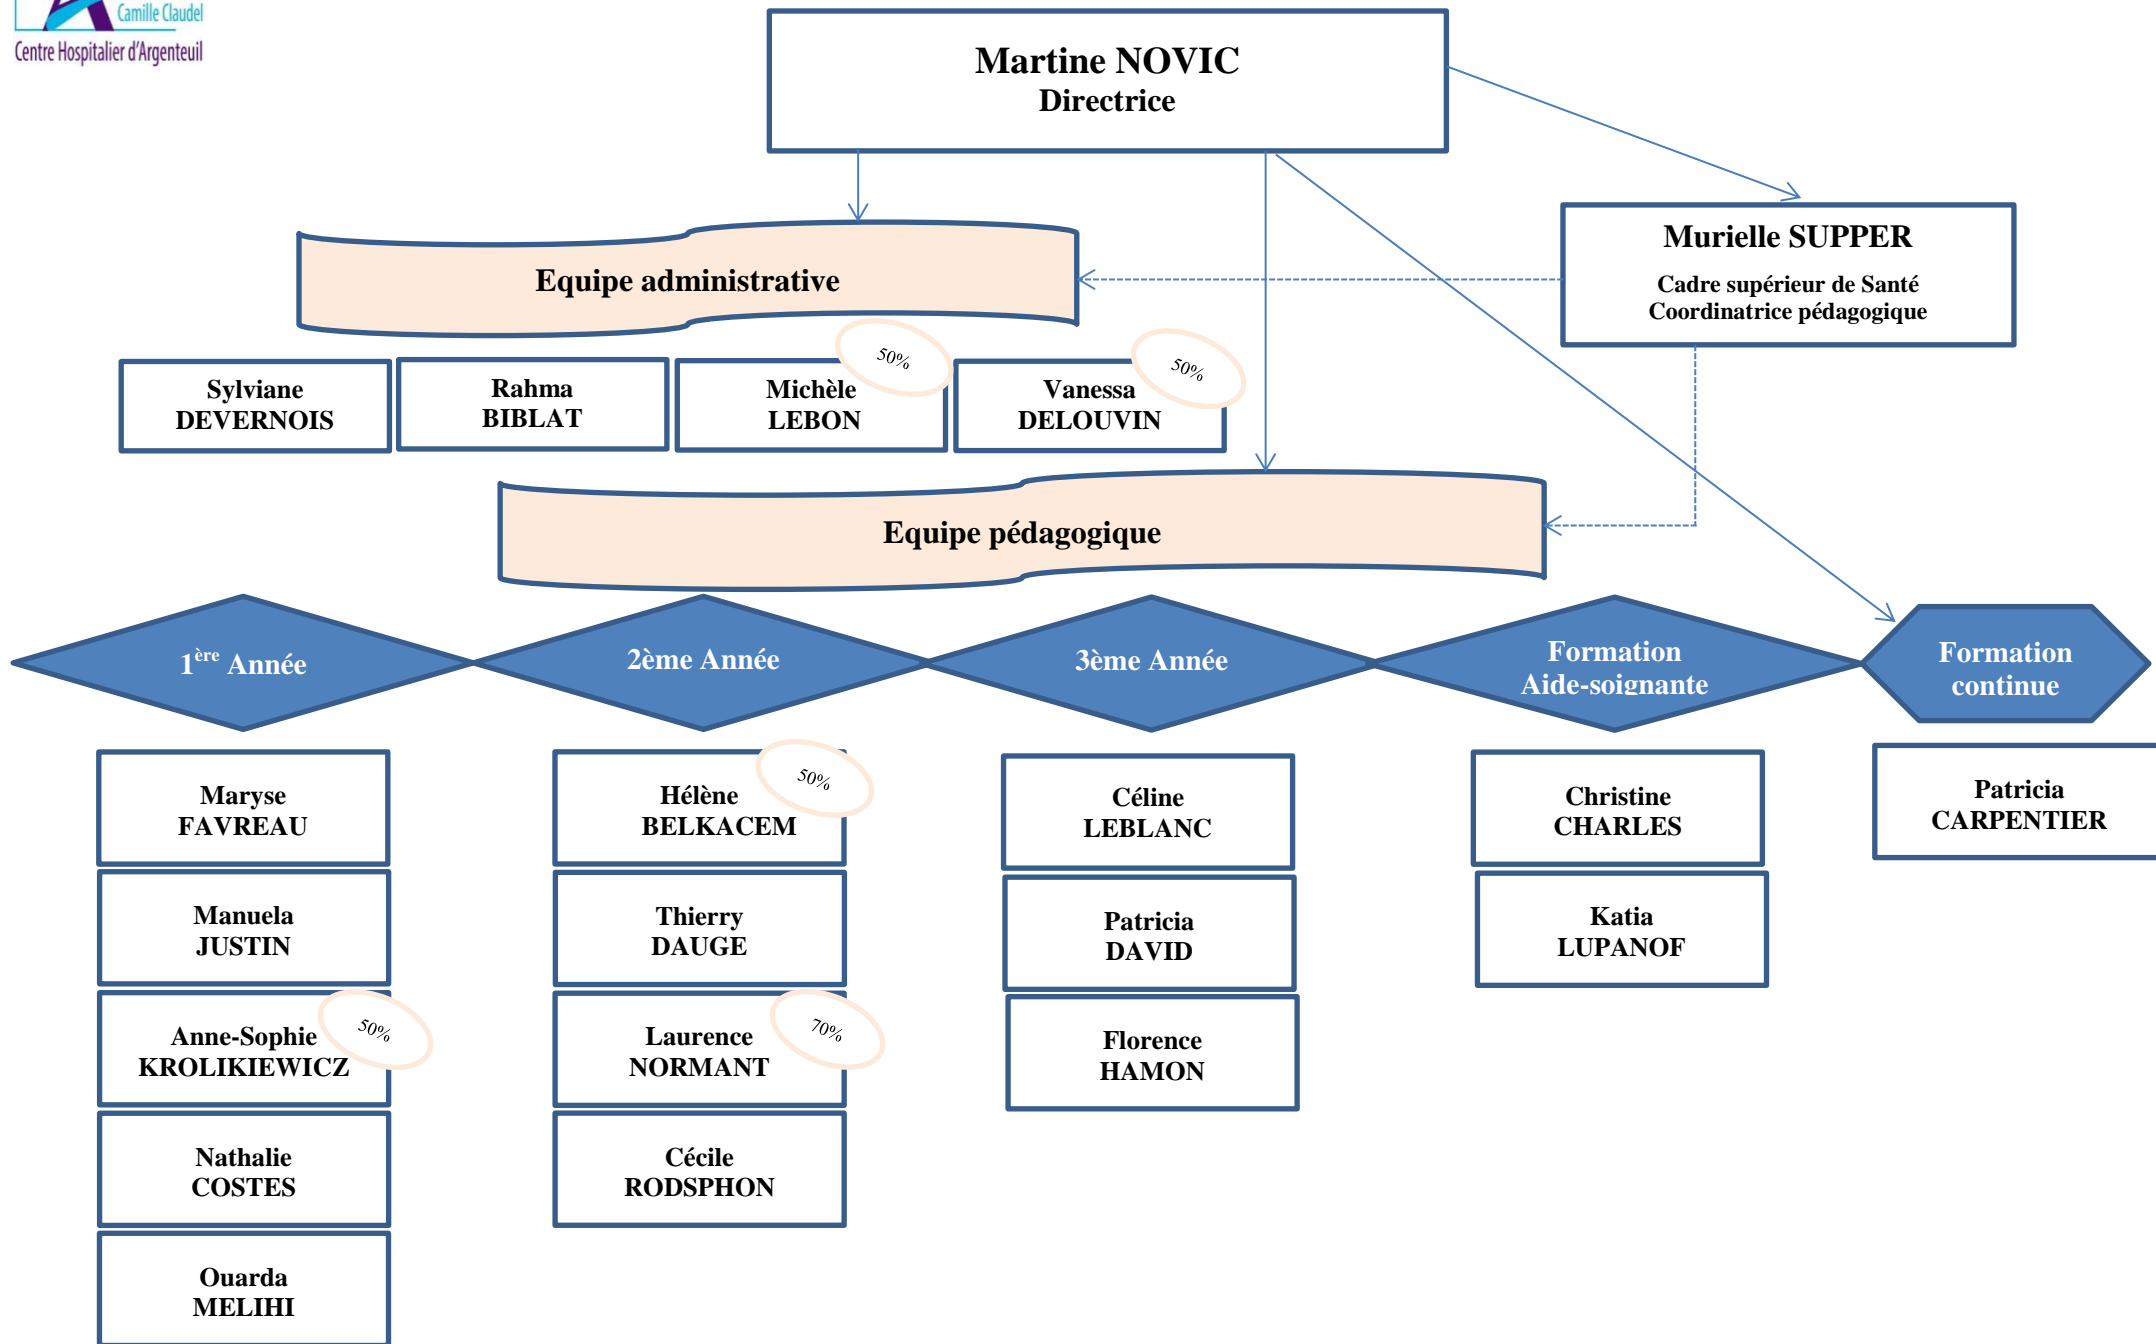 Camille Claudel
Centre Hospitalier d'Argenteuil
Martine NOVIC
Directrice
Murielle SUPPER
Cadre supérieur de Santé
Coordinatrice pédagogique
Equipe administrative
50%
50%
Sylviane
DEVERNOIS
Rahma
BIBLAT
Michèle
LEBON
Vanessa
DELOUVIN
Equipe pédagogique
1ère Année
2ème Année
3ème Année
Formation
Aide-soignante
Formation
continue
Maryse
FAVREAU
Manuela
JUSTIN
Anne-Sophie
KROLIKIEWICZ
50%
Nathalie
COSTES
Ouarda
MELIHI
Hélène
BELKACEM
50%
Thierry
DAUGE
Laurence
NORMANT
70%
Cécile
RODSPHON
Céline
LEBLANC
Patricia
DAVID
Florence
HAMON
Christine
CHARLES
Katia
LUPANOF
Patricia
CARPENTIER